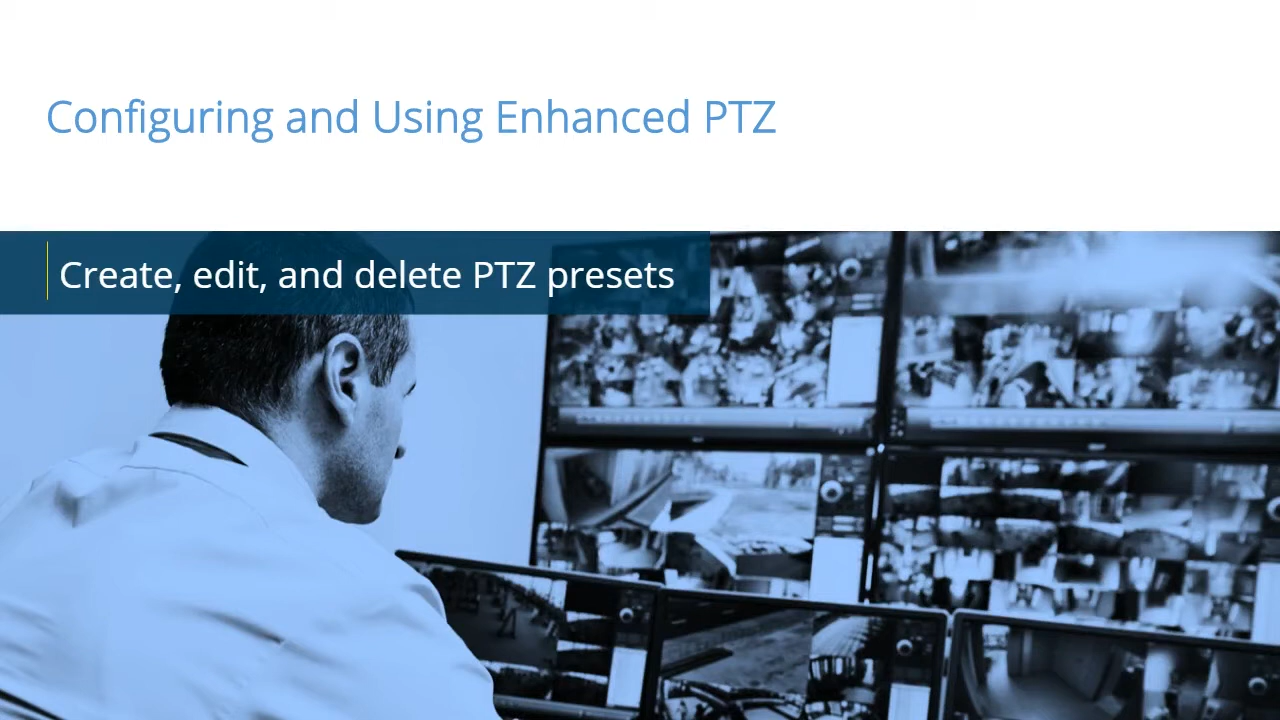 Configuring and Using Enhanced PTZ
Create, edit, and delete PTZ presets